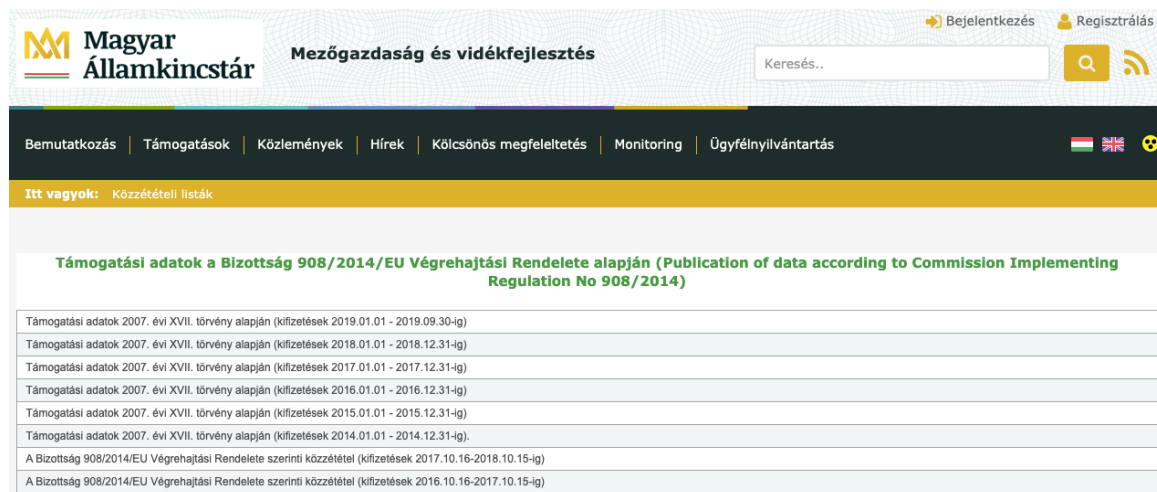 Bejelentkezés Regisztrálás
Magyar
Államkincstár
Mezőgazdaság és vidékfejlesztés
Keresés..
Bemutatkozás Támogatások Közlemények Hírek Kölcsönös megfeleltetés Monitoring Ügyfélnyilvántartás
Itt vagyok: Közzétételi listák
Támogatási adatok a Bizottság 908/2014/EU Végrehajtási Rendelete alapján (Publication of data according to Commission Implementing
Regulation No 908/2014)
Támogatási adatok 2007. évi XVII. törvény alapján (kifizetések 2019.01.01 - 2019.09.30-ig)
Támogatási adatok 2007. évi XVII. törvény alapján (kifizetések 2018.01.01 - 2018.12.31-ig)
Támogatási adatok 2007. évi XVII. törvény alapján (kifizetések 2017.01.01 - 2017.12.31-ig)
Támogatási adatok 2007. évi XVII. törvény alapján (kifizetések 2016.01.01 - 2016.12.31-ig)
Támogatási adatok 2007. évi XVII. törvény alapján (kifizetések 2015.01.01 - 2015.12.31-ig)
Támogatási adatok 2007. évi XVII. törvény alapján (kifizetések 2014.01.01 - 2014.12.31-ig).
A Bizottság 908/2014/EU Végrehajtási Rendelete szerinti közzététel (kifizetések 2017.10.16-2018.10.15-ig)
A Bizottság 908/2014/EU Végrehajtási Rendelete szerinti közzététel (kifizetések 2016.10.16-2017.10.15-ig)